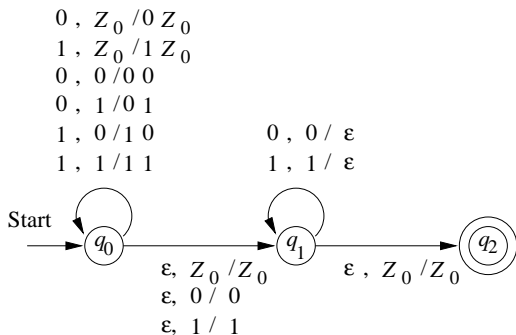 0 , Z0 /0 Z0
1 , Z0 /1 Z0
0 , 0 /0 0
0 , 1 /0 1
1 , 0 /1 0
1 , 1 /1 1
0 , 0 / ε
1 , 1 / ε
Start
q0
q1
q2
ε, Z0 /Z0
ε, 0 / 0
ε, 1 / 1
ε , Z0 /Z0